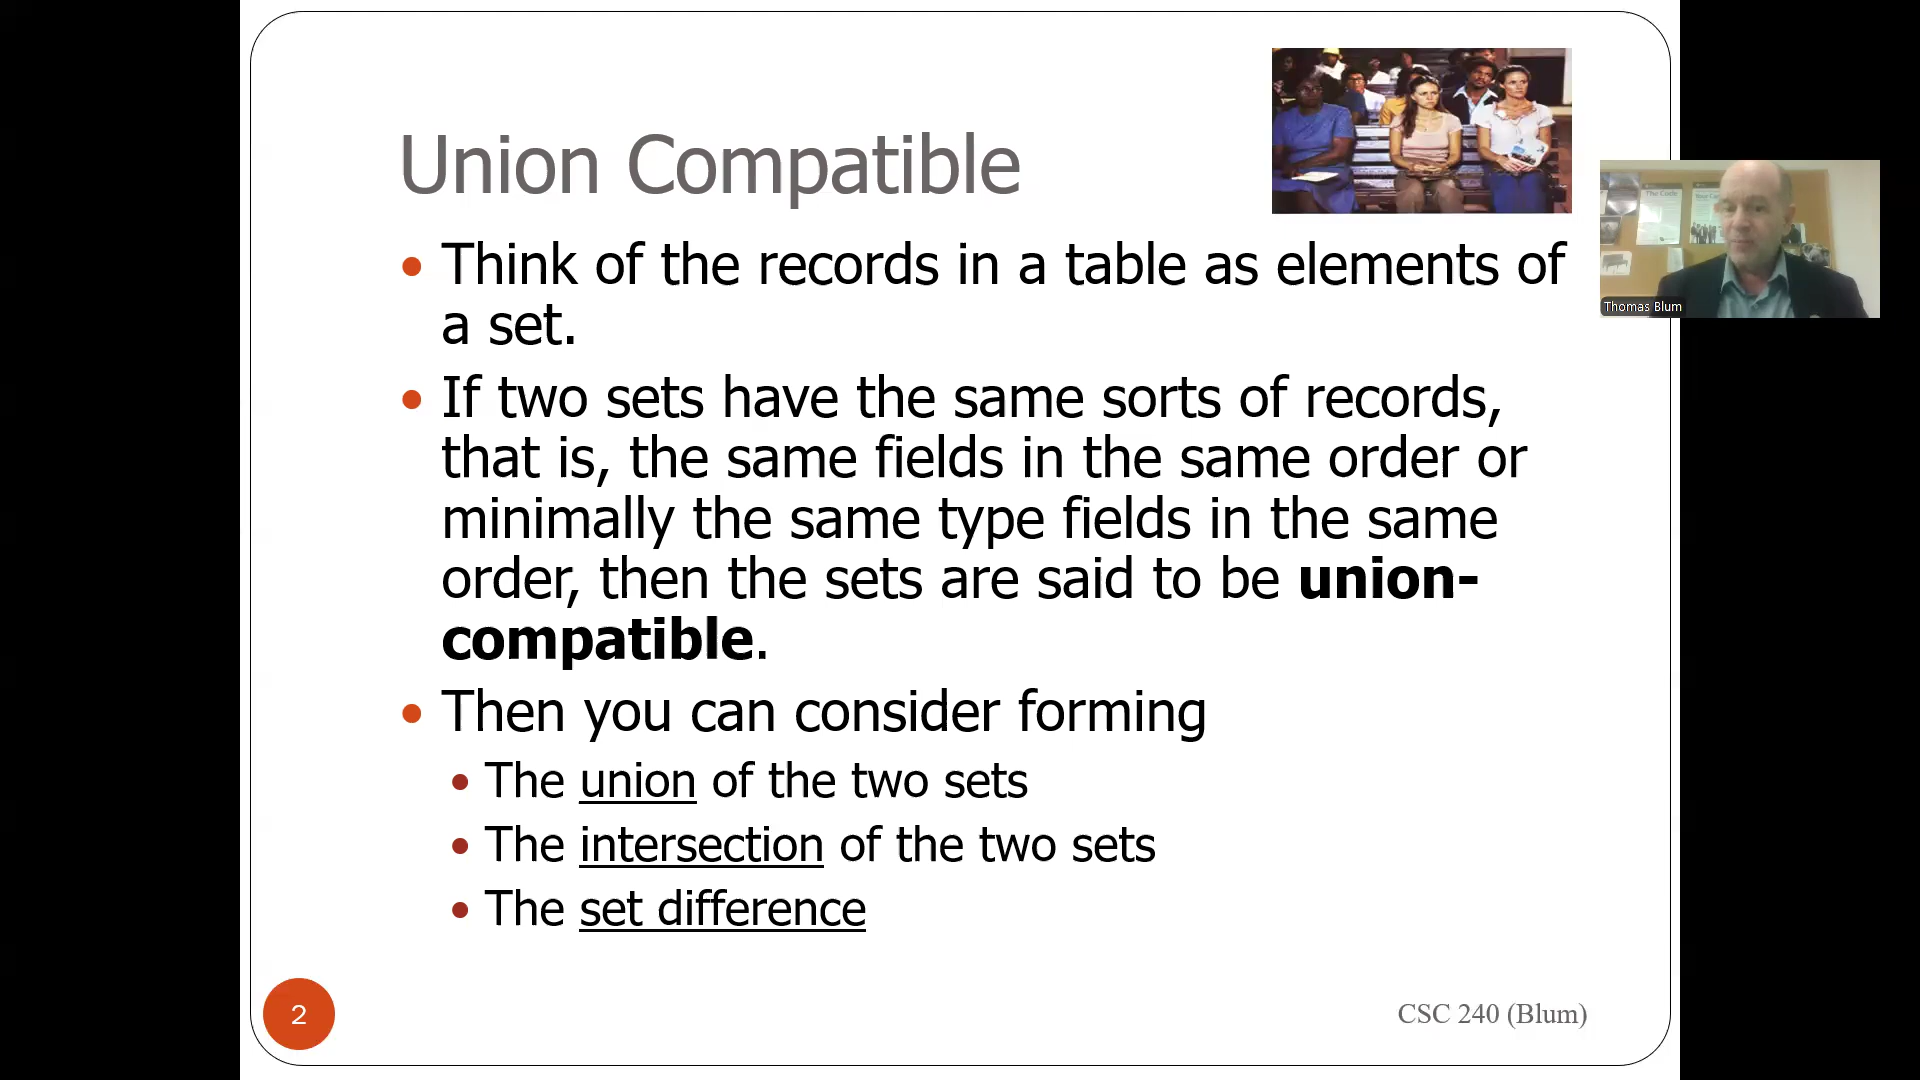 Union Compatible
• Think of the records in a table as elements of
a set.
• If two sets have the same sorts of records,
that is, the same fields in the same order or
minimally the same type fields in the same
order, then the sets are said to be union-
compatible.
• Then you can consider forming
• The union of the two sets
• The intersection of the two sets
• The set difference
The Code
Thomas Blum
2
CSC 240 (Blum)